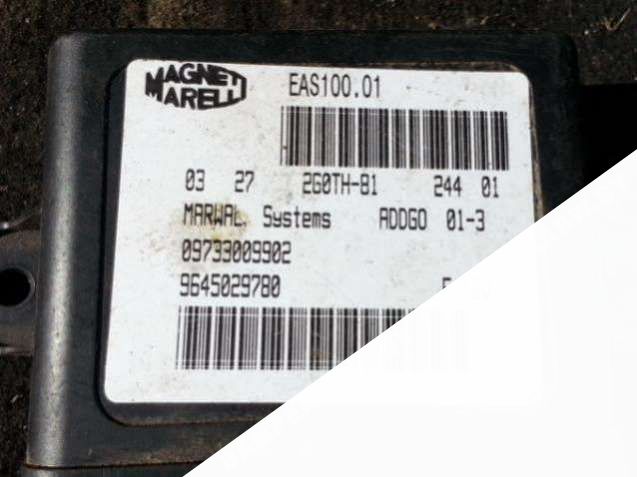 MAGNETI
MARELLI
EAS100.01
03 27 2G0TH-81 244 01
MARWAL Systems ADDGO 01-3
09733009902
9645029780